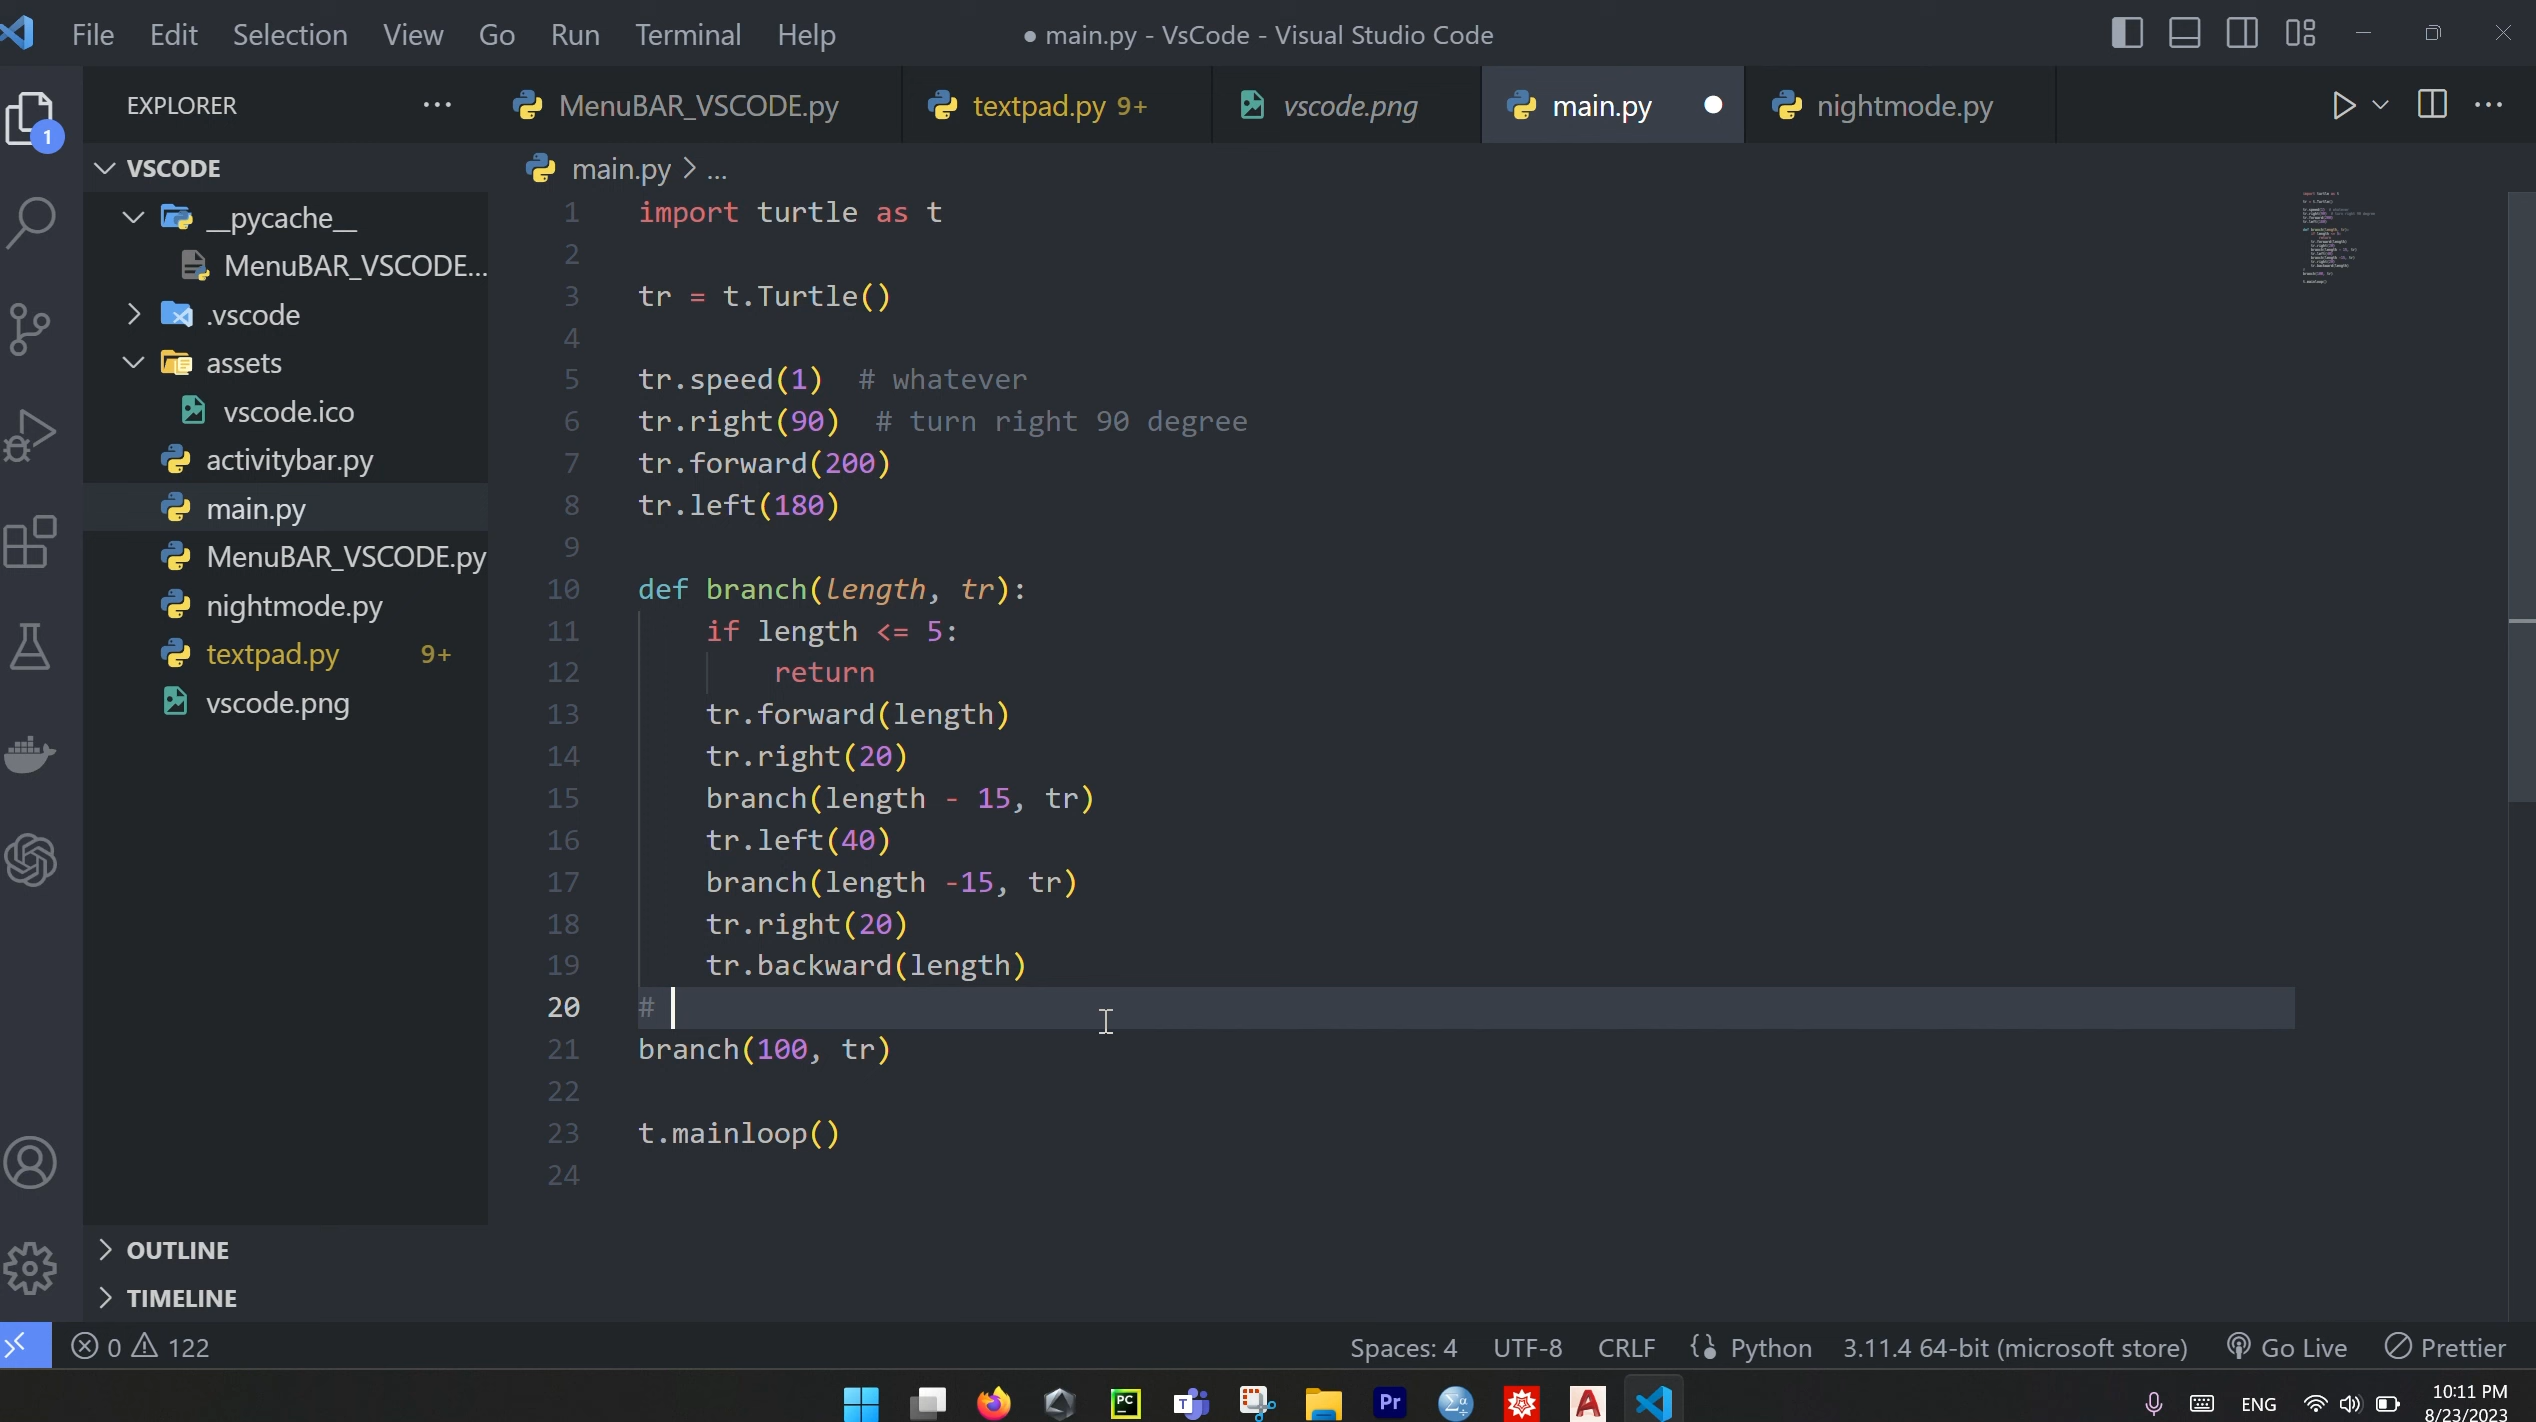 File Edit Selection View Go Run Terminal Help
● main.py - VsCode - Visual Studio Code
EXPLORER ...
MenuBAR_VSCODE.py
textpad.py 9+
vscode.png
main.py
nightmode.py
1
VSCODE
__pycache__
MenuBAR_VSCODE...
.vscode
assets
vscode.ico
activitybar.py
main.py
MenuBAR_VSCODE.py
nightmode.py
textpad.py 9+
vscode.png
OUTLINE
TIMELINE
main.py > ...
1 import turtle as t
2
3 tr = t.Turtle()
4
5 tr.speed(1)  # whatever
6 tr.right(90)  # turn right 90 degree
7 tr.forward(200)
8 tr.left(180)
9
10 def branch(length, tr):
11     if length <= 5:
12         return
13     tr.forward(length)
14     tr.right(20)
15     branch(length - 15, tr)
16     tr.left(40)
17     branch(length -15, tr)
18     tr.right(20)
19     tr.backward(length)
20 #
21 branch(100, tr)
22
23 t.mainloop()
24
0 122
Spaces: 4 UTF-8 CRLF Python 3.11.4 64-bit (microsoft store) Go Live Prettier
PC T Pr Σα A
ENG
10:11 PM
8/23/2023